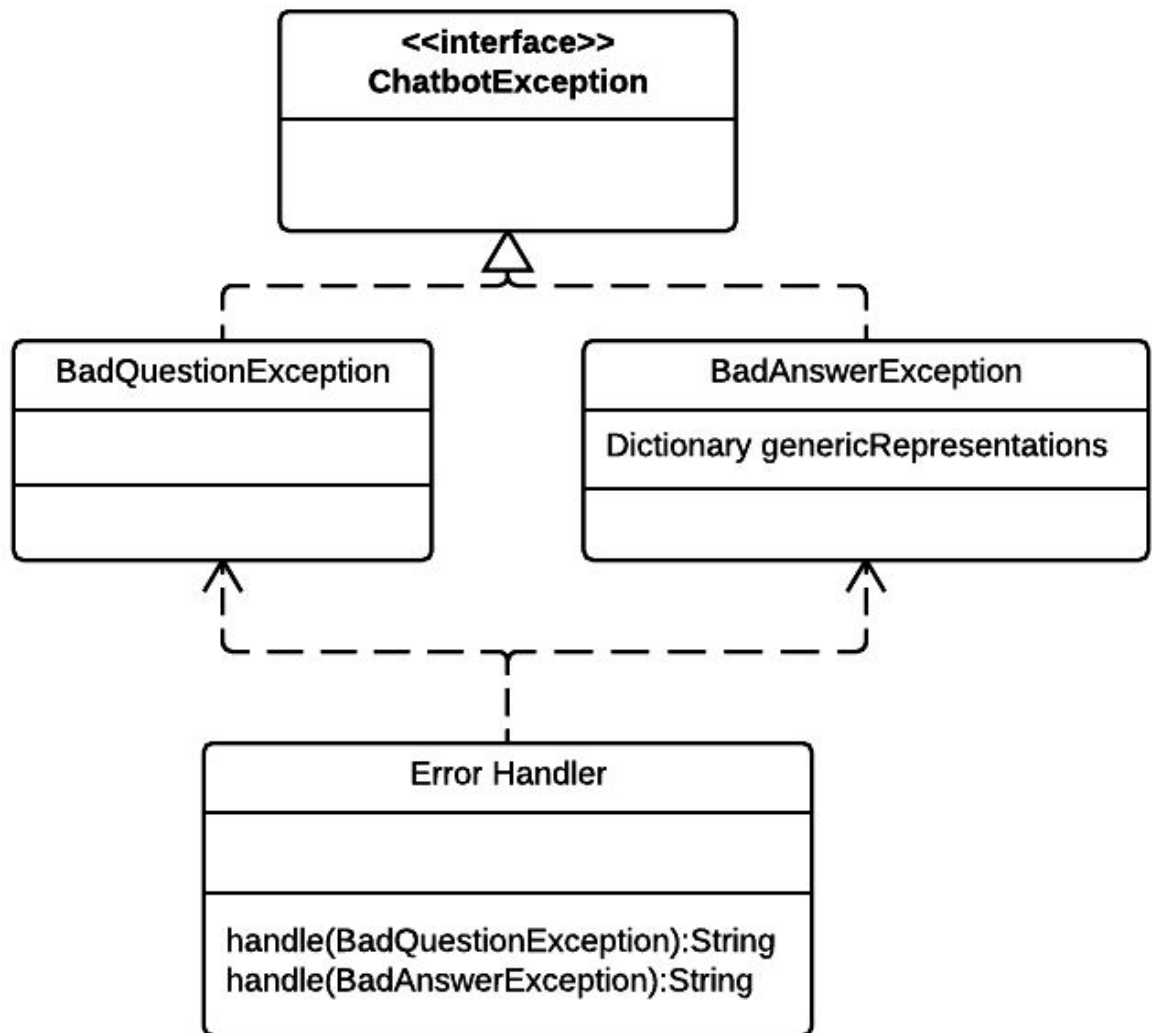 <<interface>>
ChatbotException
BadQuestionException
BadAnswerException
Dictionary genericRepresentations
Error Handler
handle(BadQuestionException):String
handle(BadAnswerException):String